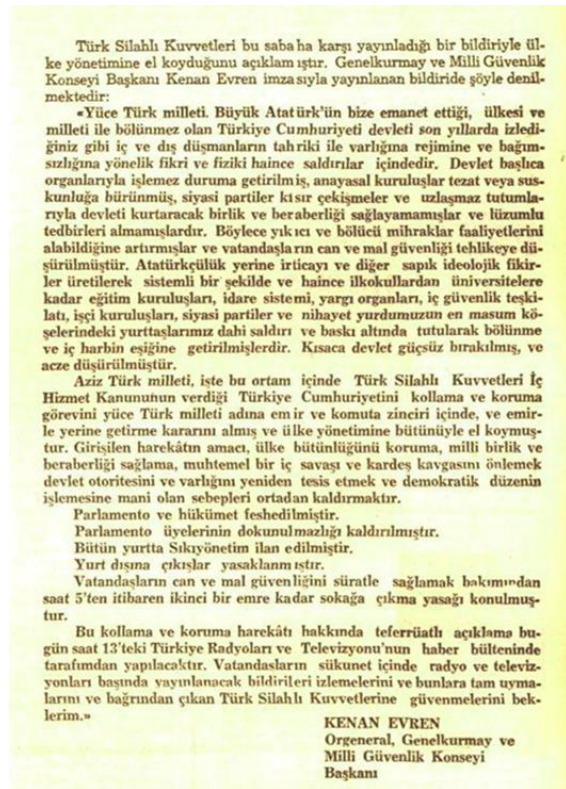 Türk Silahlı Kuvvetleri bu sabaha karşı yayınladığı bir bildiriyle ül-
ke yönetimine el koyduğunu açıklamıştır. Genelkurmay ve Milli Güvenlik
Konseyi Başkanı Kenan Evren imzasıyla yayınlanan bildiride şöyle denil-
mektedir:
«Yüce Türk milleti. Büyük Atatürk'ün bize emanet ettiği, ülkesi ve
milleti ile bölünmez olan Türkiye Cumhuriyeti devleti son yıllarda izledi-
ğiniz gibi iç ve dış düşmanların tahriki ile varlığına rejimine ve bağım-
sızlığına yönelik fikri ve fiziki haince saldırılar içindedir. Devlet başlıca
organlarıyla işlemez duruma getirilmiş, anayasal kuruluşlar tezat veya sus-
kunluğa bürünmüş, siyasi partiler kısır çekişmeler ve uzlaşmaz tutumla-
rıyla devleti kurtaracak birlik ve beraberliği sağlayamamışlar ve lüzumlu
tedbirleri almamışlardır. Böylece yıkıcı ve bölücü mihraklar faaliyetlerini
alabildiğine artırmışlar ve vatandaşların can ve mal güvenliği tehlikeye dü-
şürülmüştür. Atatürkçülük yerine irticayı ve diğer sapık ideolojik fikir-
ler üretilerek sistemli bir şekilde ve haince ilkokullardan üniversitelere
kadar eğitim kuruluşları, idare sistemi, yargı organları, iç güvenlik teşki-
latı, işçi kuruluşları, siyasi partiler ve nihayet yurdumuzun en masum kö-
şelerindeki yurttaşlarımız dahi saldırı ve baskı altında tutularak bölünme
ve iç harbin eşiğine getirilmişlerdir. Kısaca devlet güçsüz bırakılmış, ve
acze düşürülmüştür.
Aziz Türk milleti, işte bu ortam içinde Türk Silahlı Kuvvetleri İç
Hizmet Kanununun verdiği Türkiye Cumhuriyetini kollama ve koruma
görevini yüce Türk milleti adına emir ve komuta zinciri içinde, ve emir-
le yerine getirme kararını almış ve ülke yönetimine bütünüyle el koymuş-
tur. Girişilen harekâtın amacı, ülke bütünlüğünü koruma, milli birlik ve
beraberliği sağlama, muhtemel bir iç savaşı ve kardeş kavgasını önlemek
devlet otoritesini ve varlığını yeniden tesis etmek ve demokratik düzenin
işlemesine mani olan sebepleri ortadan kaldırmaktır.
Parlamento ve hükümet feshedilmiştir.
Parlamento üyelerinin dokunulmazlığı kaldırılmıştır.
Bütün yurtta Sıkıyönetim ilan edilmiştir.
Yurt dışına çıkışlar yasaklanmıştır.
Vatandaşların can ve mal güvenliğini süratle sağlamak bakımından
saat 5'ten itibaren ikinci bir emre kadar sokağa çıkma yasağı konulmuş-
tur.
Bu kollama ve koruma harekâtı hakkında teferrüatlı açıklama bu-
gün saat 13'teki Türkiye Radyoları ve Televizyonu'nun haber bülteninde
tarafımdan yapılacaktır. Vatandasların sükunet içinde radyo ve televiz-
yonları başında yayınlanacak bildirileri izlemelerini ve bunlara tam uyma-
larını ve bağrından çıkan Türk Silahlı Kuvvetlerine güvenmelerini bek-
lerim.»
KENAN EVREN
Orgeneral, Genelkurmay ve
Milli Güvenlik Konseyi
Başkanı